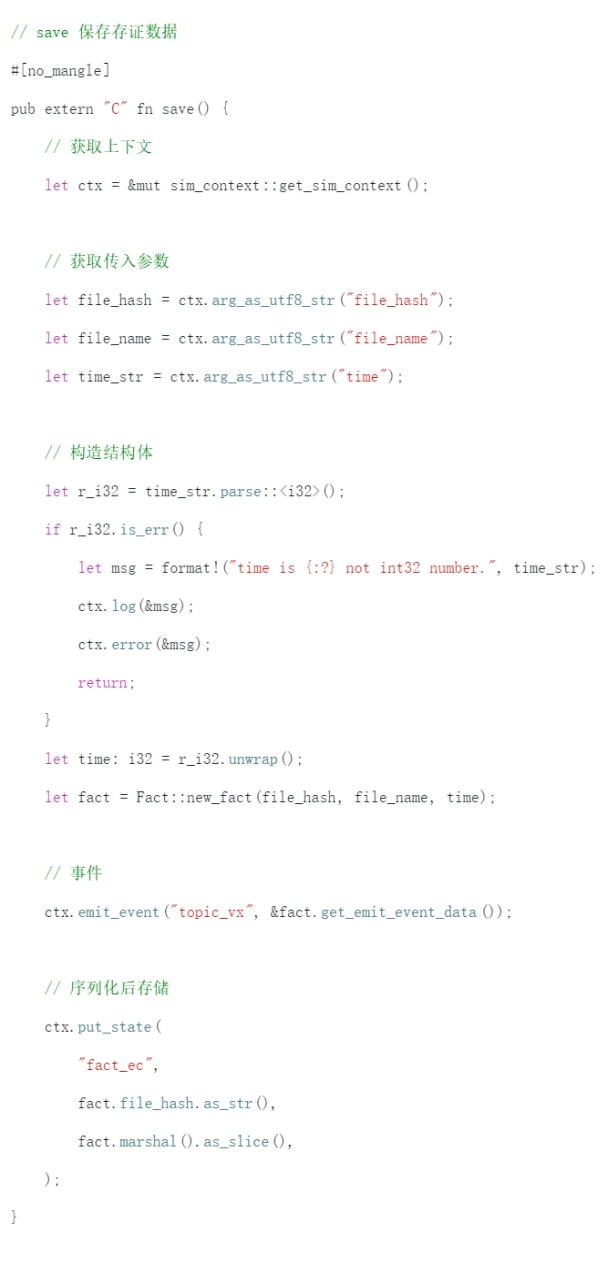 // save 保存存证数据
#[no_mangle]
pub extern "C" fn save() {
    // 获取上下文
    let ctx = &mut sim_context::get_sim_context();
    // 获取传入参数
    let file_hash = ctx.arg_as_utf8_str("file_hash");
    let file_name = ctx.arg_as_utf8_str("file_name");
    let time_str = ctx.arg_as_utf8_str("time");
    // 构造结构体
    let r_i32 = time_str.parse::<i32>();
    if r_i32.is_err() {
        let msg = format!("time is {:?} not int32 number.", time_str);
        ctx.log(&msg);
        ctx.error(&msg);
        return;
    }
    let time: i32 = r_i32.unwrap();
    let fact = Fact::new_fact(file_hash, file_name, time);
    // 事件
    ctx.emit_event("topic_vx", &fact.get_emit_event_data());
    // 序列化后存储
    ctx.put_state(
        "fact_ec",
        fact.file_hash.as_str(),
        fact.marshal().as_slice(),
    );
}